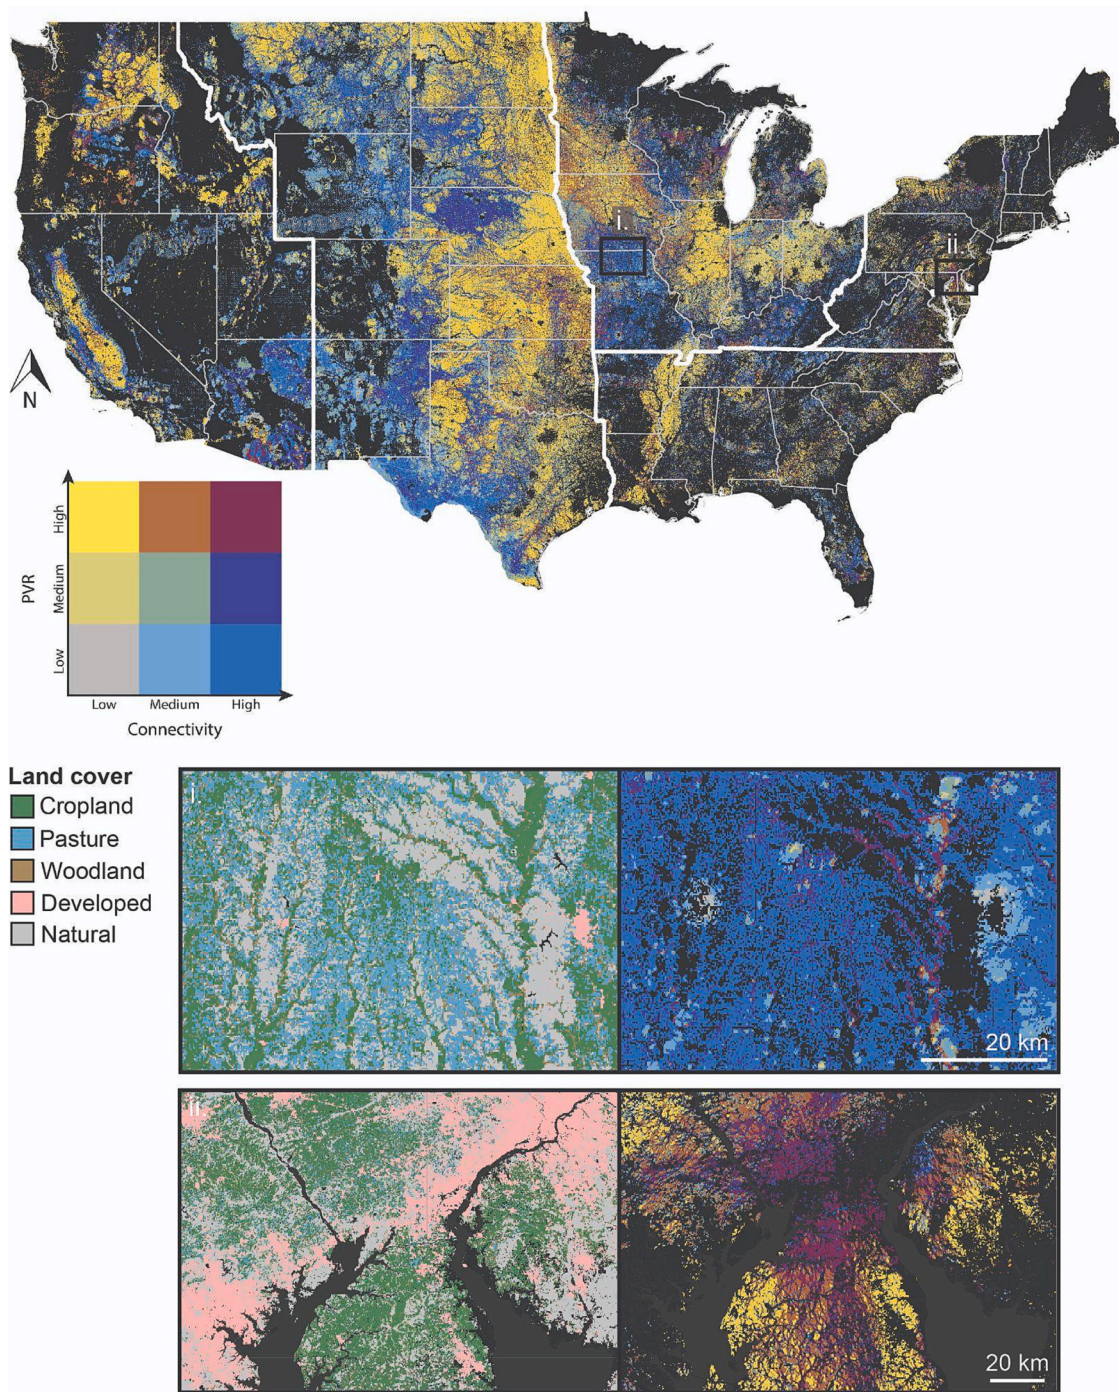 i.
ii
N
High
Medium
Low
PVR
Low Medium High
Connectivity
Land cover
Cropland
Pasture
Woodland
Developed
Natural
i
20 km
ii
20 km